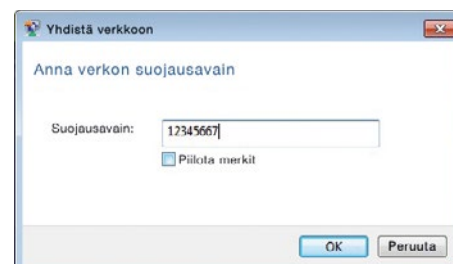 Yhdistä verkkoon
Anna verkon suojausavain
Suojausavain: 12345667
Piilota merkit
OK Peruuta